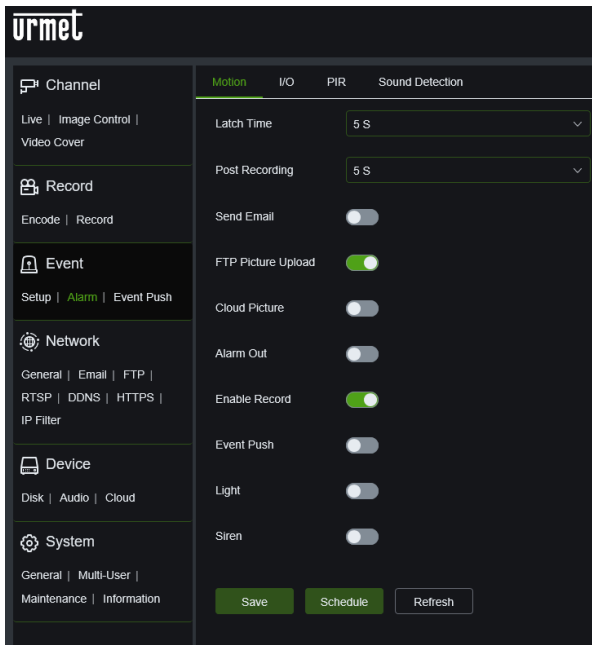 urmet
Channel
Live | Image Control |
Video Cover
Record
Encode | Record
Event
Setup | Alarm | Event Push
Network
General | Email | FTP |
RTSP | DDNS | HTTPS |
IP Filter
Device
Disk | Audio | Cloud
System
General | Multi-User |
Maintenance | Information
Motion I/O PIR Sound Detection
Latch Time 5 S
Post Recording 5 S
Send Email
FTP Picture Upload
Cloud Picture
Alarm Out
Enable Record
Event Push
Light
Siren
Save Schedule Refresh